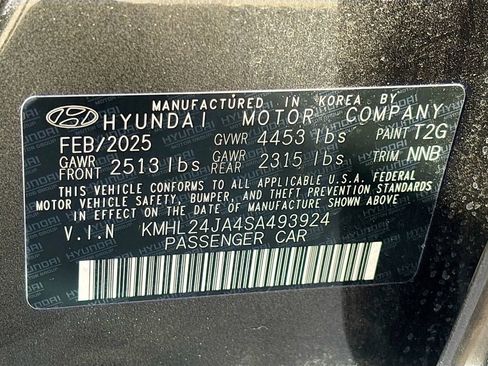 MANUFACTURED IN KOREA BY
HYUNDAI MOTOR COMPANY
FEB/2025 GVWR 4453 lbs PAINT T2G
GAWR FRONT 2513 lbs GAWR REAR 2315 lbs TRIM NNB
THIS VEHICLE CONFORMS TO ALL APPLICABLE U.S.A. FEDERAL
MOTOR VEHICLE SAFETY, BUMPER, AND THEFT PREVENTION STANDARDS
IN EFFECT ON THE DATE OF MANUFACTURE SHOWN ABOVE.
V.I.N KMHL24JA4SA493924
PASSENGER CAR